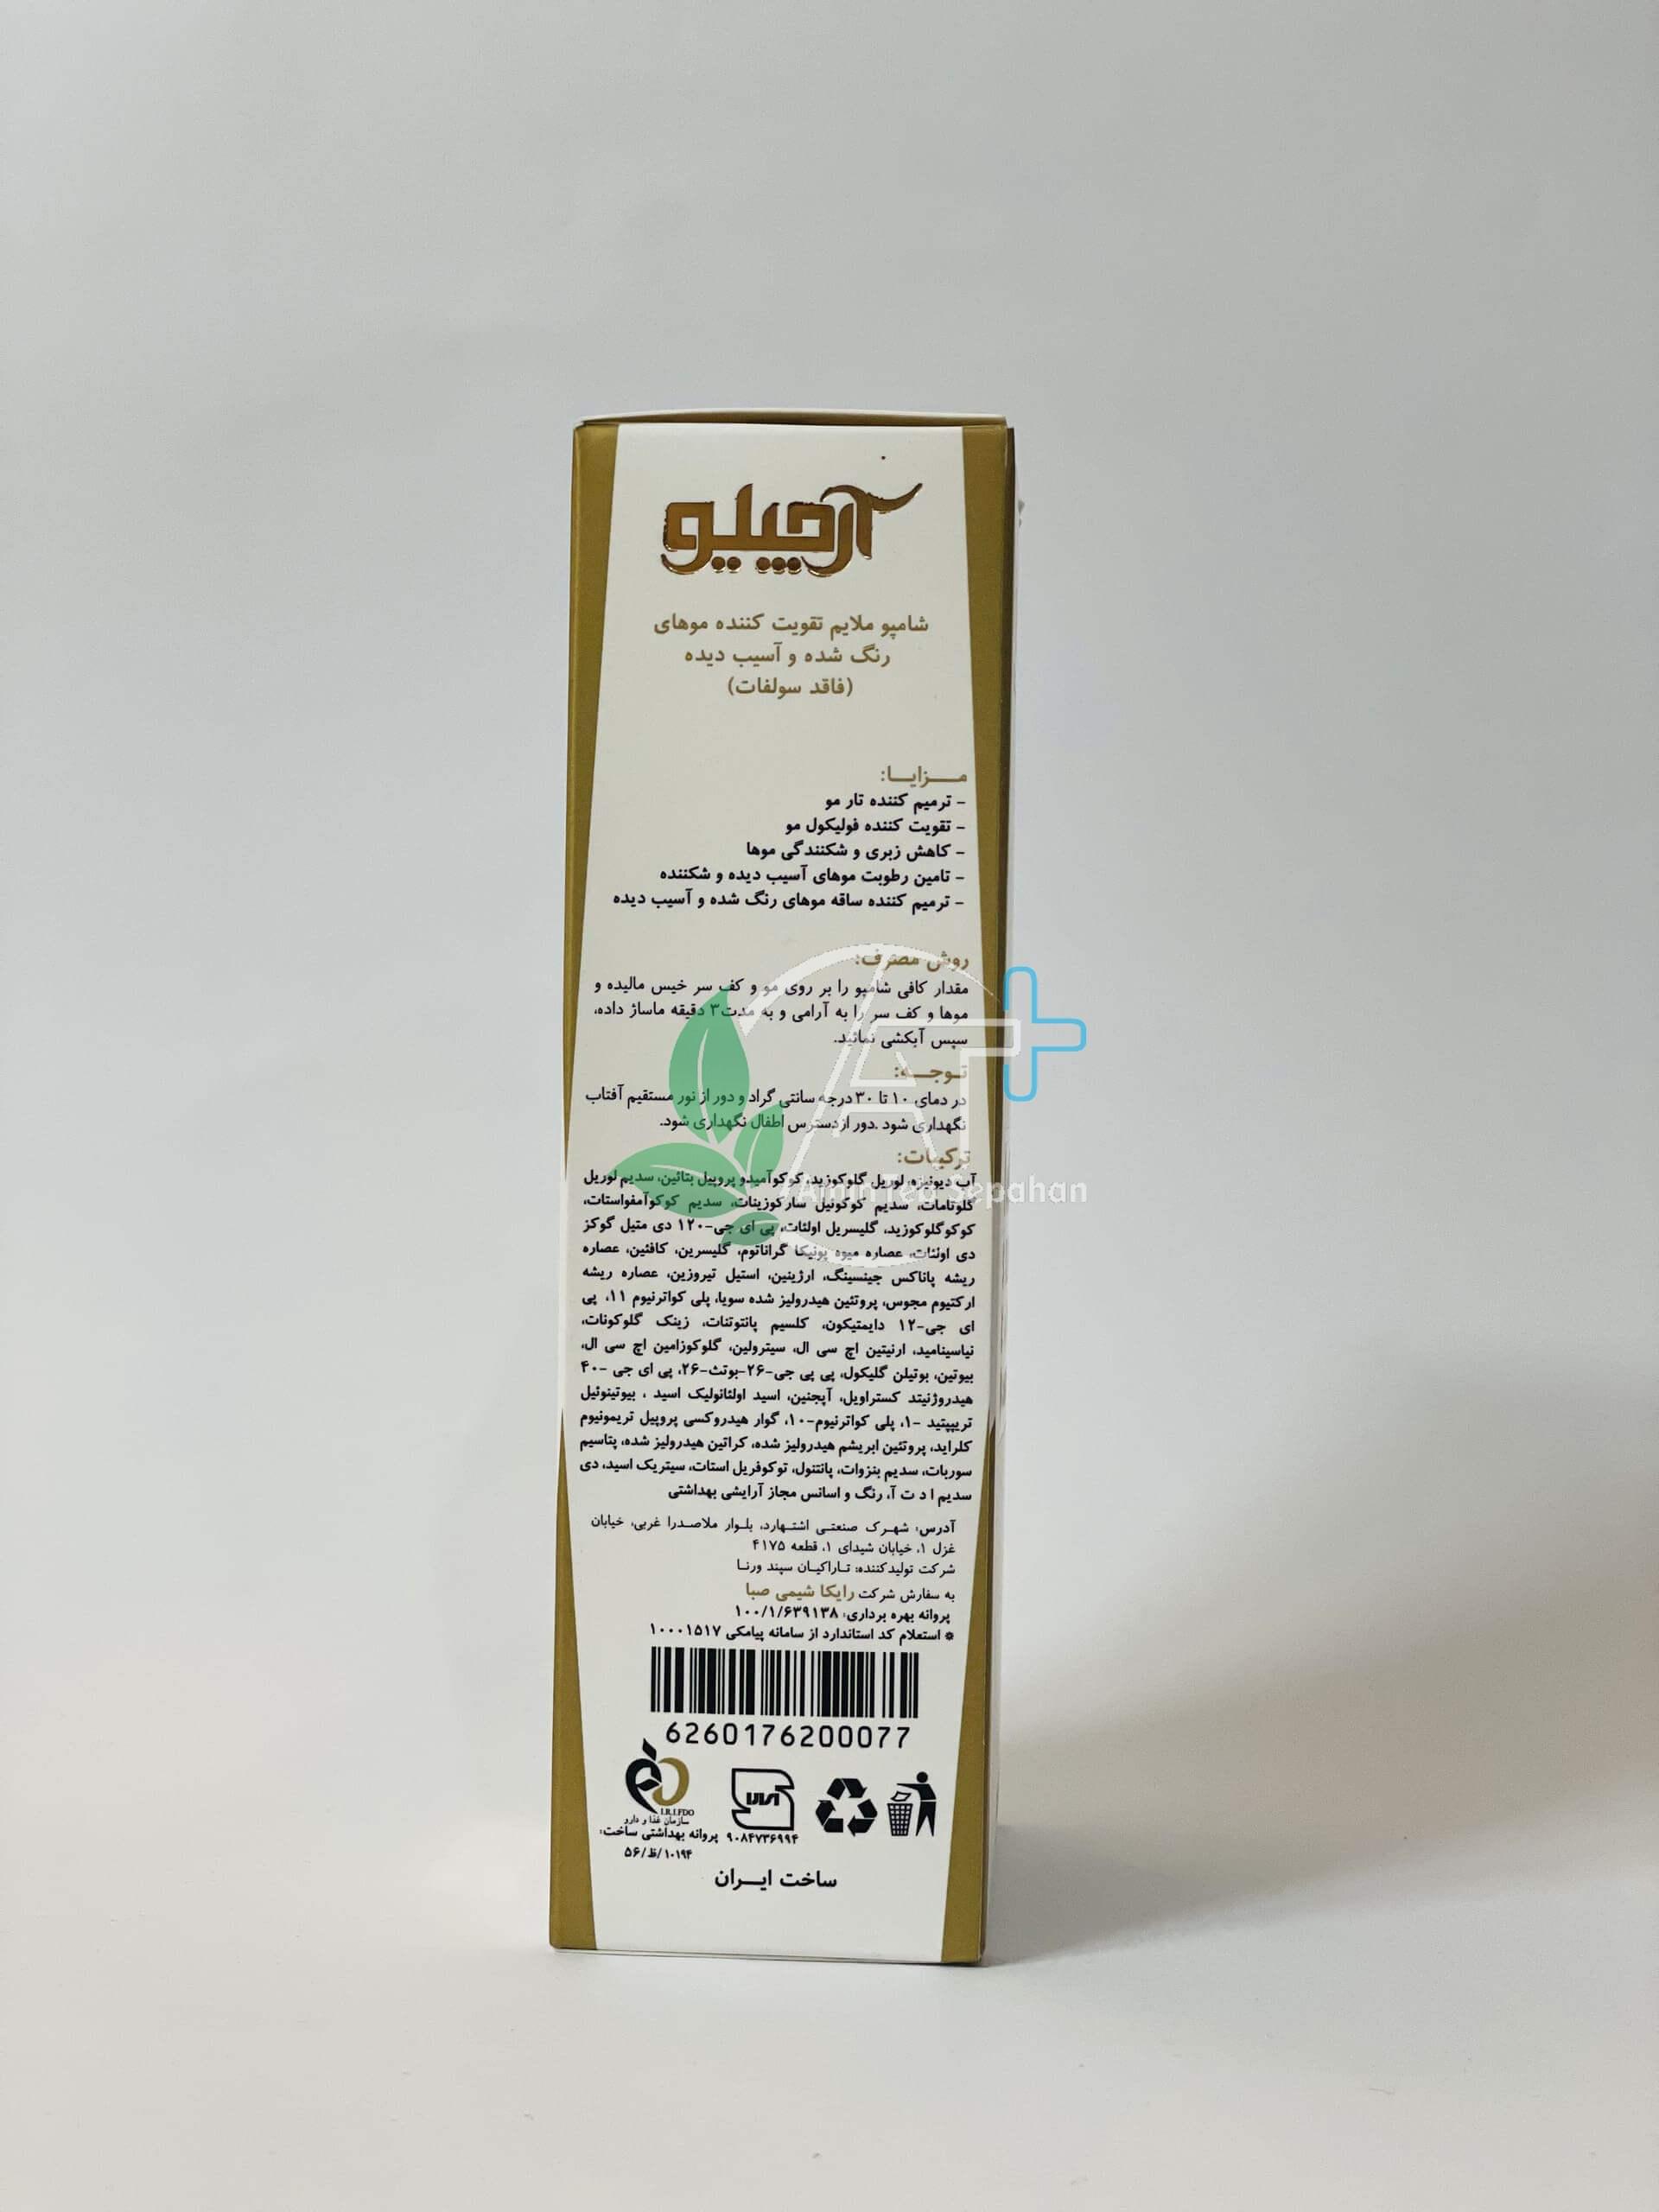 آرچیلو
شامپو ملایم تقویت کننده موهای
رنگ شده و آسیب دیده
(فاقد سولفات)
مـــزایــا:
- ترمیم کننده تار مو
- تقویت کننده فولیکول مو
- کاهش زبری و شکنندگی موها
- تامین رطوبت موهای آسیب دیده و شکننده
- ترمیم کننده ساقه موهای رنگ شده و آسیب دیده
روش مصرف:
مقدار کافی شامپو را بر روی مو و کف سر خیس مالیده و
موها و کف سر را به آرامی و به مدت۳ دقیقه ماساژ داده،
سپس آبکشی نمائید.
تـوجــه:
در دمای ۱۰ تا ۳۰ درجه سانتی گراد و دور از نور مستقیم آفتاب
نگهداری شود .دور ازدسترس اطفال نگهداری شود.
ترکیبات:
آب دیونیزه، لوریل گلوکوزید، کوکوآمیدو پروپیل بتائین، سدیم لوریل
گلوتامات، سدیم کوکوئیل سارکوزینات، سدیم کوکوآمفواستات،
کوکوگلوکوزید، گلیسریل اولئات، پی ای جی-۱۲۰ دی متیل گوکز
دی اولئات، عصاره میوه پونیکا گراناتوم، گلیسرین، کافئین، عصاره
ریشه پاناکس جینسینگ، ارژینین، استیل تیروزین، عصاره ریشه
ارکتیوم مجوس، پروتئین هیدرولیز شده سویا، پلی کواترنیوم ۱۱، پی
ای جی-۱۲ دایمتیکون، کلسیم پانتوتنات، زینک گلوکونات،
نیاسینامید، ارنیتین اچ سی ال، سیترولین، گلوکوزامین اچ سی ال،
بیوتین، بوتیلن گلیکول، پی پی جی-۲۶-بوتث-۲۶، پی ای جی -۴۰
هیدروژنیتد کستراویل، آپجنین، اسید اولئانولیک اسید ، بیوتینوئیل
تریپپتید -۱، پلی کواترنیوم-۱۰، گوار هیدروکسی پروپیل تریمونیوم
کلراید، پروتئین ابریشم هیدرولیز شده، کراتین هیدرولیز شده، پتاسیم
سوربات، سدیم بنزوات، پانتنول، توکوفریل استات، سیتریک اسید، دی
سدیم ا د ت آ، رنگ و اسانس مجاز آرایشی بهداشتی
آدرس: شهرک صنعتی اشتهارد، بلوار ملاصدرا غربی، خیابان
غزل ۱، خیابان شیدای ۱، قطعه ۴۱۷۵
شرکت تولیدکننده: تاراکیان سپند ورنا
به سفارش شرکت رایکا شیمی صبا
پروانه بهره برداری: ۱۰۰/۱/۶۳۹۱۳۸
* استعلام کد استاندارد از سامانه پیامکی ۱۰۰۰۱۵۱۷
6260176200077
I.R.I.FDO
سازمان غذا و دارو
پروانه بهداشتی ساخت:
۵۶/ظ/۱۰۱۹۴
۹۰۸۴۷۳۶۹۹۴
ساخت ایـــران
Amin Teb Sepahan